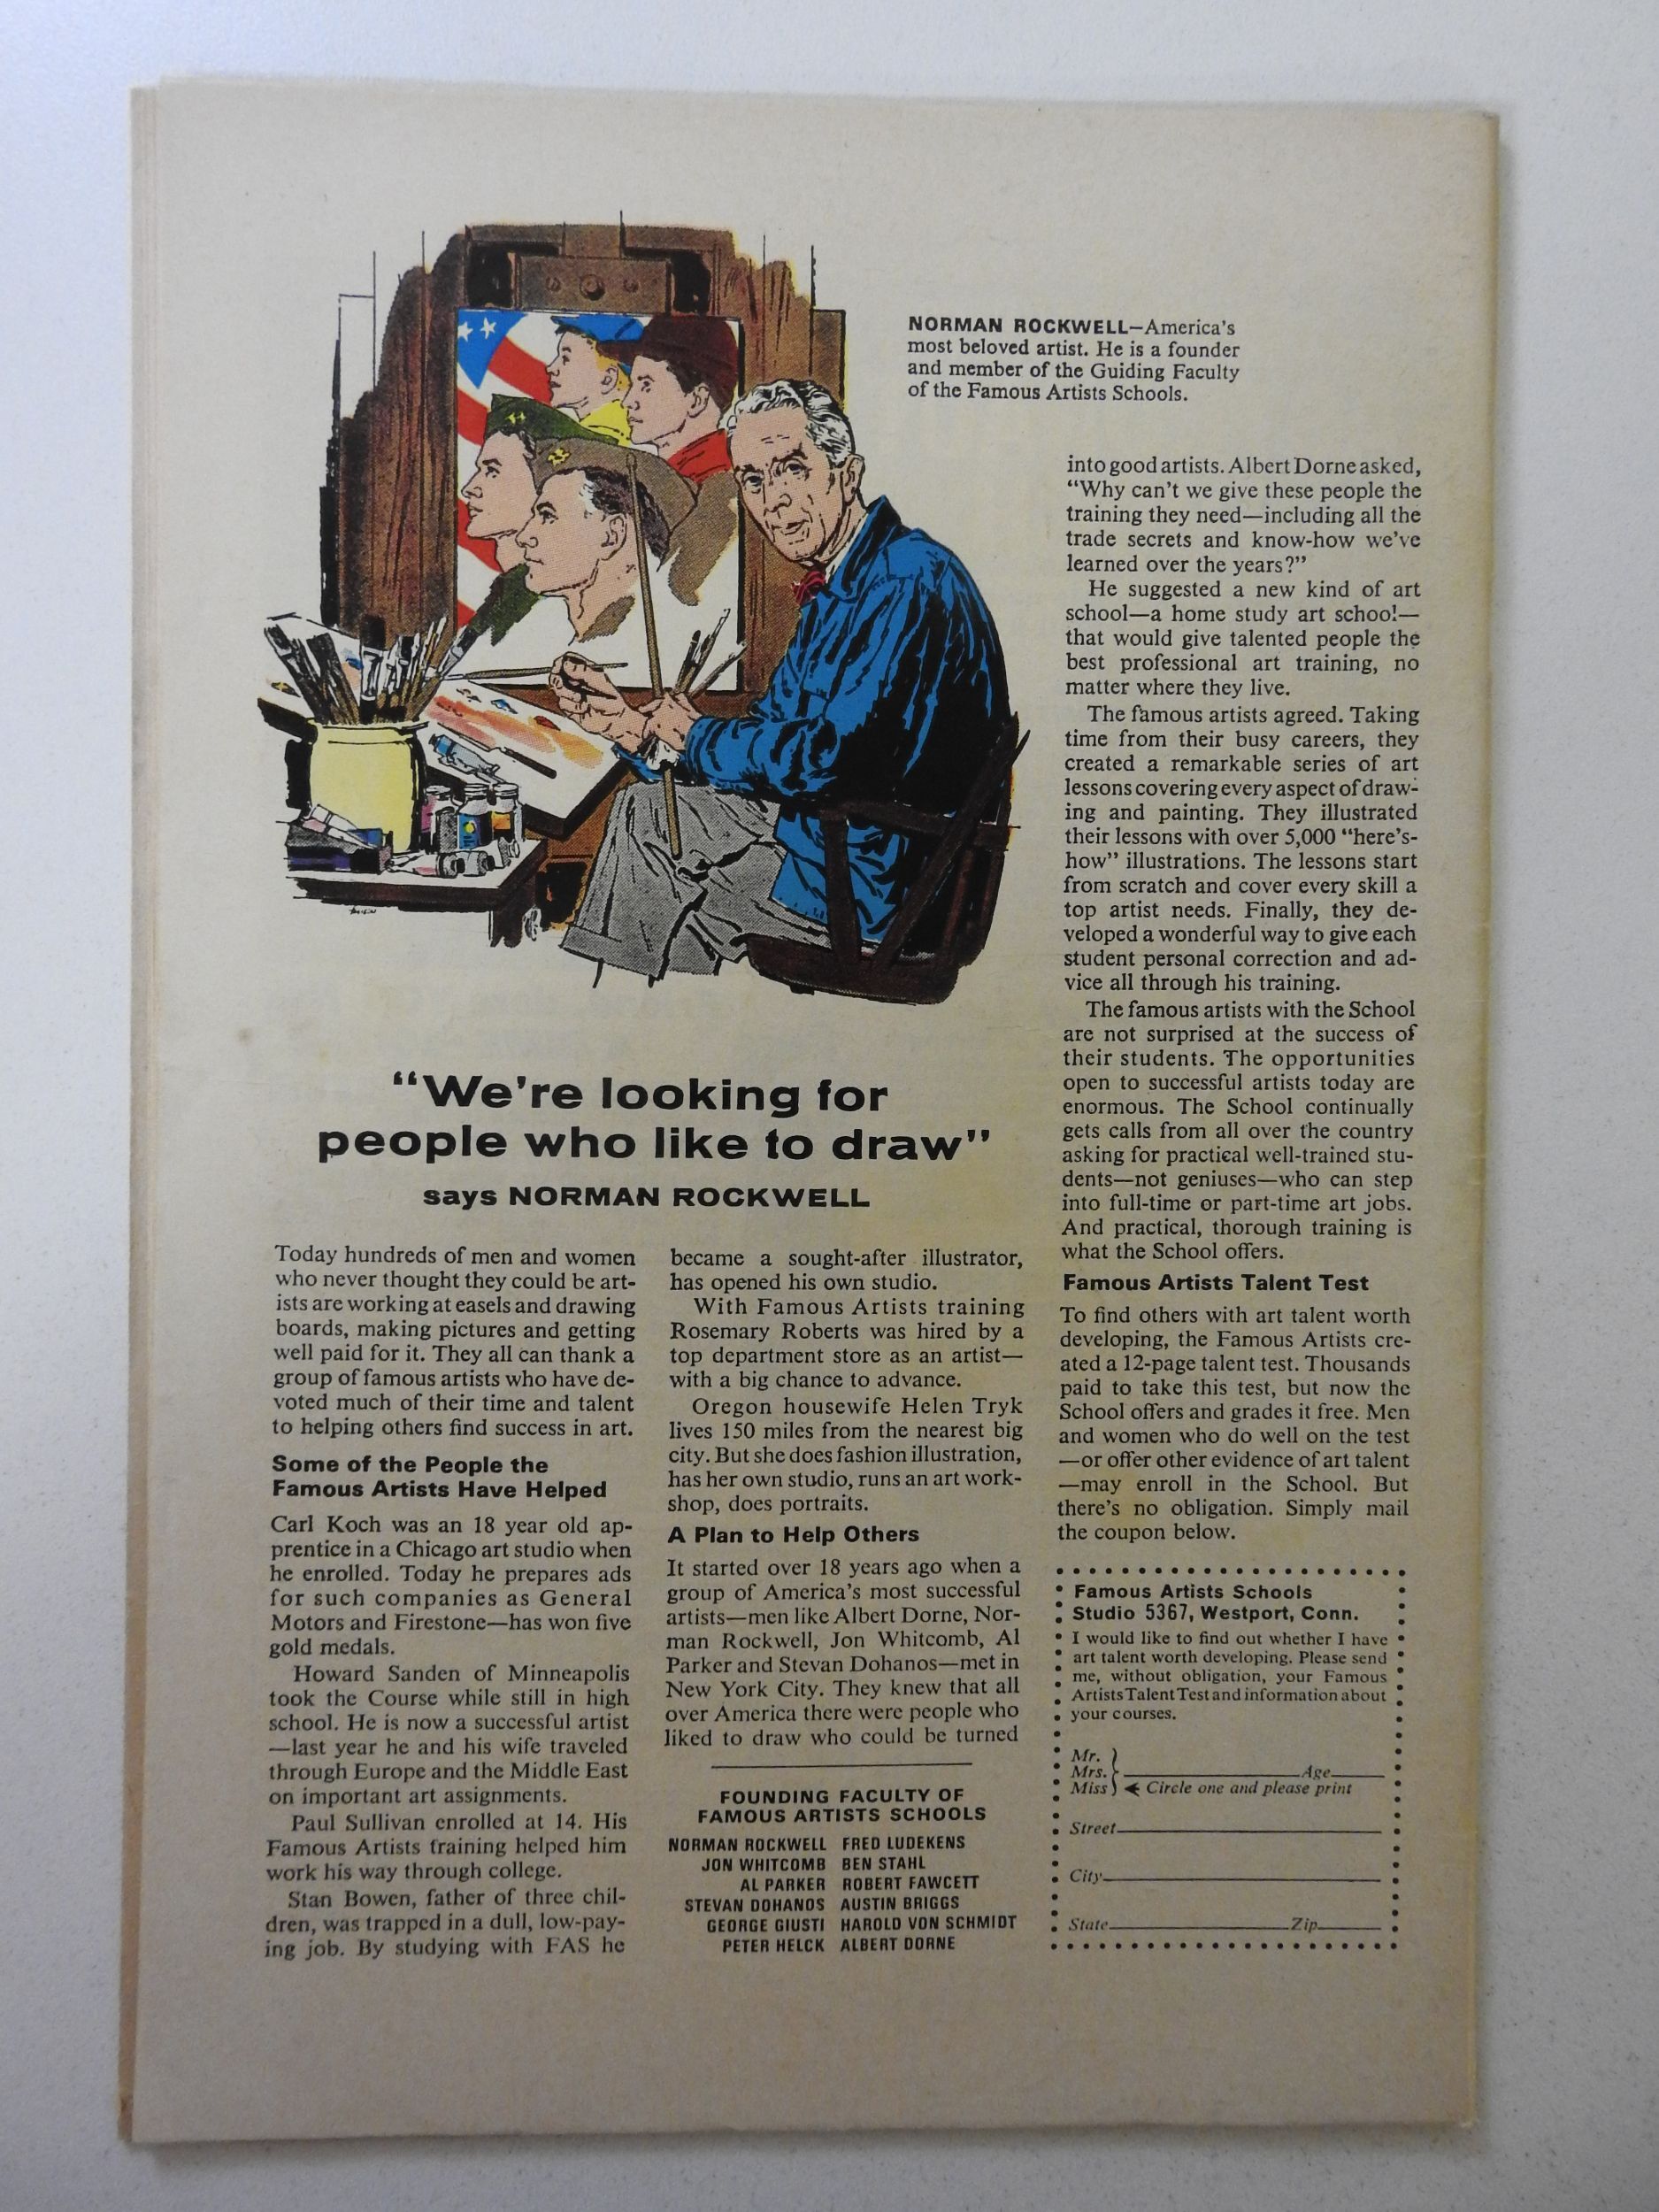 NORMAN ROCKWELL—America's
most beloved artist. He is a founder
and member of the Guiding Faculty
of the Famous Artists Schools.
"We're looking for
people who like to draw"
says NORMAN ROCKWELL
Today hundreds of men and women
who never thought they could be art-
ists are working at easels and drawing
boards, making pictures and getting
well paid for it. They all can thank a
group of famous artists who have de-
voted much of their time and talent
to helping others find success in art.
Some of the People the
Famous Artists Have Helped
Carl Koch was an 18 year old ap-
prentice in a Chicago art studio when
he enrolled. Today he prepares ads
for such companies as General
Motors and Firestone—has won five
gold medals.
Howard Sanden of Minneapolis
took the Course while still in high
school. He is now a successful artist
—last year he and his wife traveled
through Europe and the Middle East
on important art assignments.
Paul Sullivan enrolled at 14. His
Famous Artists training helped him
work his way through college.
Stan Bowen, father of three chil-
dren, was trapped in a dull, low-pay-
ing job. By studying with FAS he
became a sought-after illustrator,
has opened his own studio.
With Famous Artists training
Rosemary Roberts was hired by a
top department store as an artist—
with a big chance to advance.
Oregon housewife Helen Tryk
lives 150 miles from the nearest big
city. But she does fashion illustration,
has her own studio, runs an art work-
shop, does portraits.
A Plan to Help Others
It started over 18 years ago when a
group of America's most successful
artists—men like Albert Dorne, Nor-
man Rockwell, Jon Whitcomb, Al
Parker and Stevan Dohanos—met in
New York City. They knew that all
over America there were people who
liked to draw who could be turned
FOUNDING FACULTY OF
FAMOUS ARTISTS SCHOOLS
NORMAN ROCKWELL FRED LUDEKENS
JON WHITCOMB BEN STAHL
AL PARKER ROBERT FAWCETT
STEVAN DOHANOS AUSTIN BRIGGS
GEORGE GIUSTI HAROLD VON SCHMIDT
PETER HELCK ALBERT DORNE
into good artists. Albert Dorne asked,
"Why can't we give these people the
training they need—including all the
trade secrets and know-how we've
learned over the years?"
He suggested a new kind of art
school—a home study art school—
that would give talented people the
best professional art training, no
matter where they live.
The famous artists agreed. Taking
time from their busy careers, they
created a remarkable series of art
lessons covering every aspect of draw-
ing and painting. They illustrated
their lessons with over 5,000 "here's-
how" illustrations. The lessons start
from scratch and cover every skill a
top artist needs. Finally, they de-
veloped a wonderful way to give each
student personal correction and ad-
vice all through his training.
The famous artists with the School
are not surprised at the success of
their students. The opportunities
open to successful artists today are
enormous. The School continually
gets calls from all over the country
asking for practical well-trained stu-
dents—not geniuses—who can step
into full-time or part-time art jobs.
And practical, thorough training is
what the School offers.
Famous Artists Talent Test
To find others with art talent worth
developing, the Famous Artists cre-
ated a 12-page talent test. Thousands
paid to take this test, but now the
School offers and grades it free. Men
and women who do well on the test
—or offer other evidence of art talent
—may enroll in the School. But
there's no obligation. Simply mail
the coupon below.
Famous Artists Schools
Studio 5367, Westport, Conn.
I would like to find out whether I have
art talent worth developing. Please send
me, without obligation, your Famous
Artists Talent Test and information about
your courses.
Mr.
Mrs. Age
Miss Circle one and please print
Street
City
State Zip